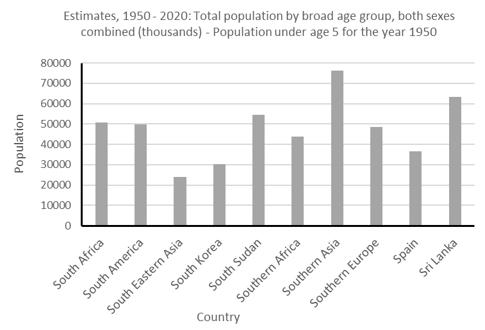 Estimates, 1950 - 2020: Total population by broad age group, both sexes
combined (thousands) - Population under age 5 for the year 1950
80000
70000
60000
50000
40000
30000
20000
10000
0
Population
South Africa
South America
South Eastern Asia
South Korea
South Sudan
Southern Africa
Southern Asia
Southern Europe
Spain
Sri Lanka
Country